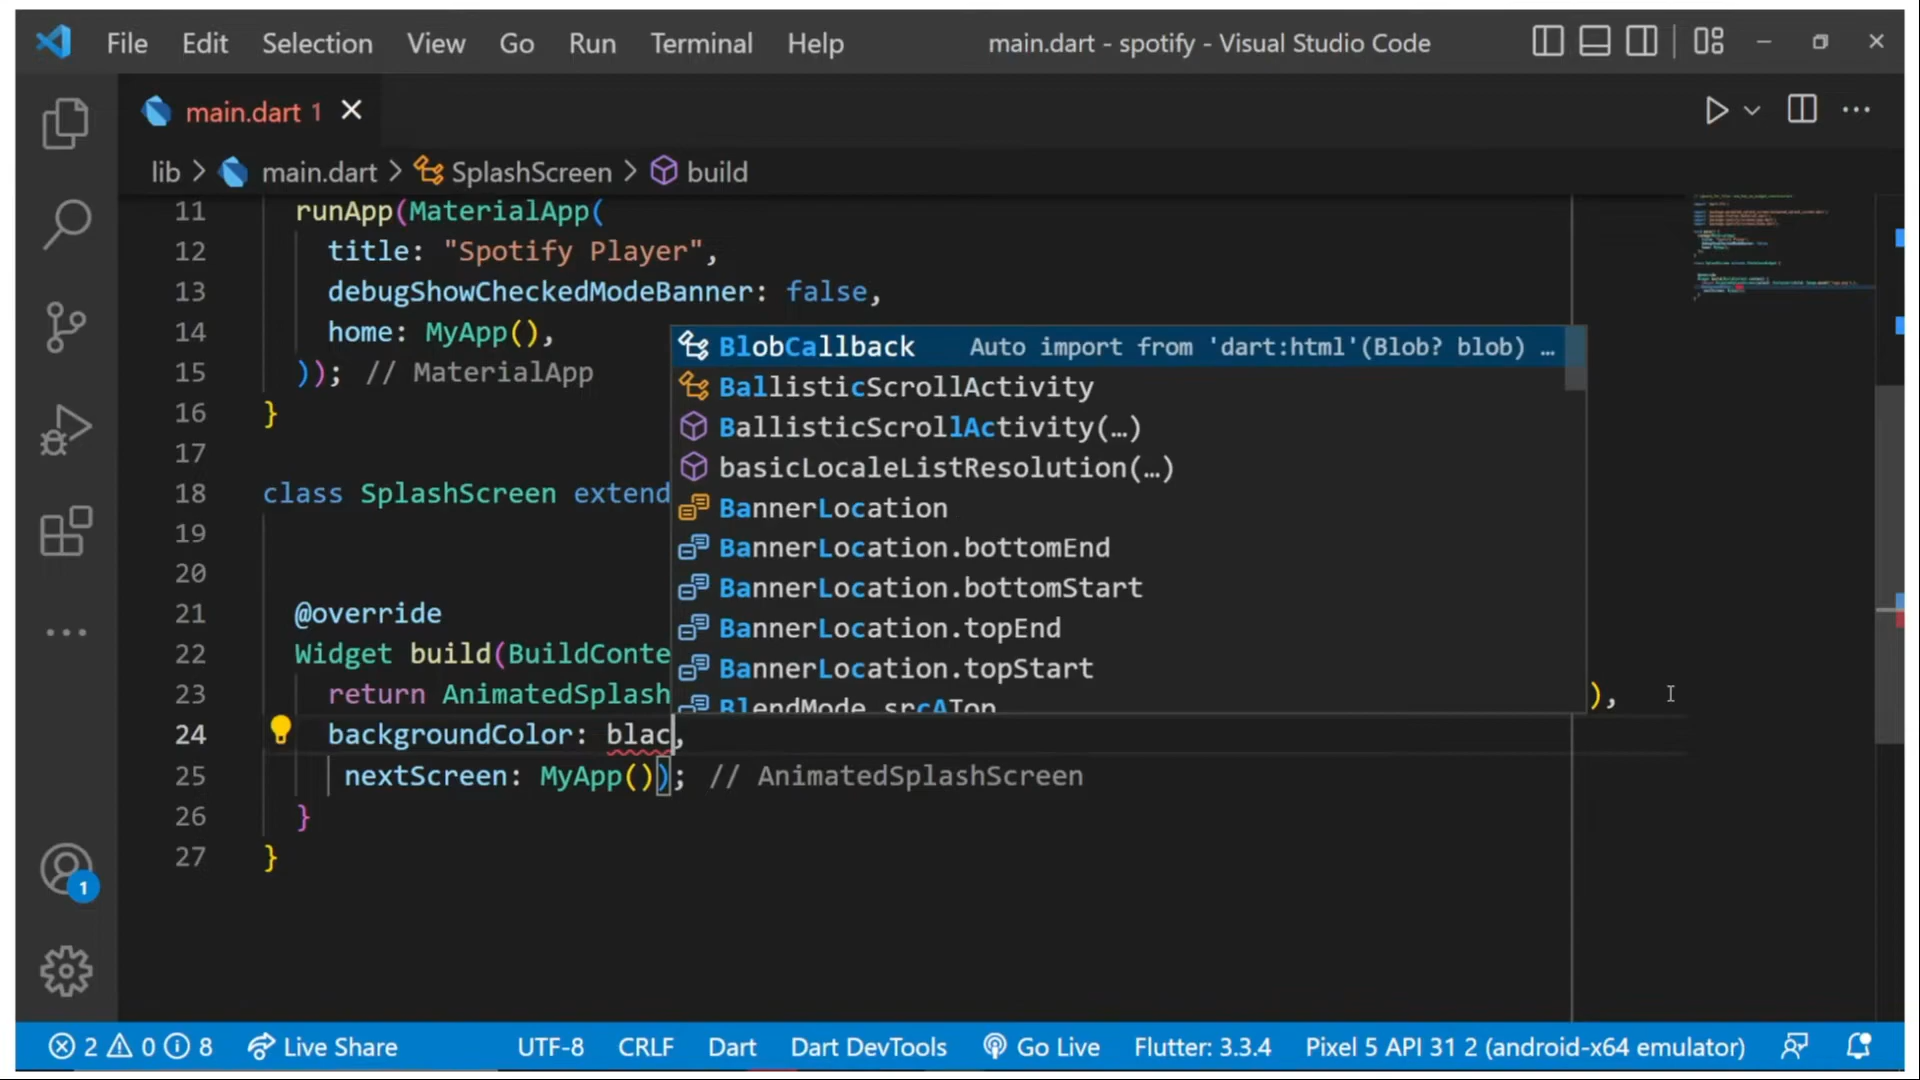 File Edit Selection View Go Run Terminal Help main.dart - spotify - Visual Studio Code
main.dart 1
lib > main.dart > SplashScreen > build
11 runApp(MaterialApp(
12 title: "Spotify Player",
13 debugShowCheckedModeBanner: false,
14 home: MyApp(),
15 )); // MaterialApp
16 }
17
18 class SplashScreen extend
19
20
21 @override
22 Widget build(BuildConte
23 return AnimatedSplash ),
24 backgroundColor: blac,
25 nextScreen: MyApp()); // AnimatedSplashScreen
26 }
27 }
BlobCallback Auto import from 'dart:html'(Blob? blob) …
BallisticScrollActivity
BallisticScrollActivity(…)
basicLocaleListResolution(…)
BannerLocation
BannerLocation.bottomEnd
BannerLocation.bottomStart
BannerLocation.topEnd
BannerLocation.topStart
BlendMode.srcATop
1
2 0 8 Live Share UTF-8 CRLF Dart Dart DevTools Go Live Flutter: 3.3.4 Pixel 5 API 31 2 (android-x64 emulator)